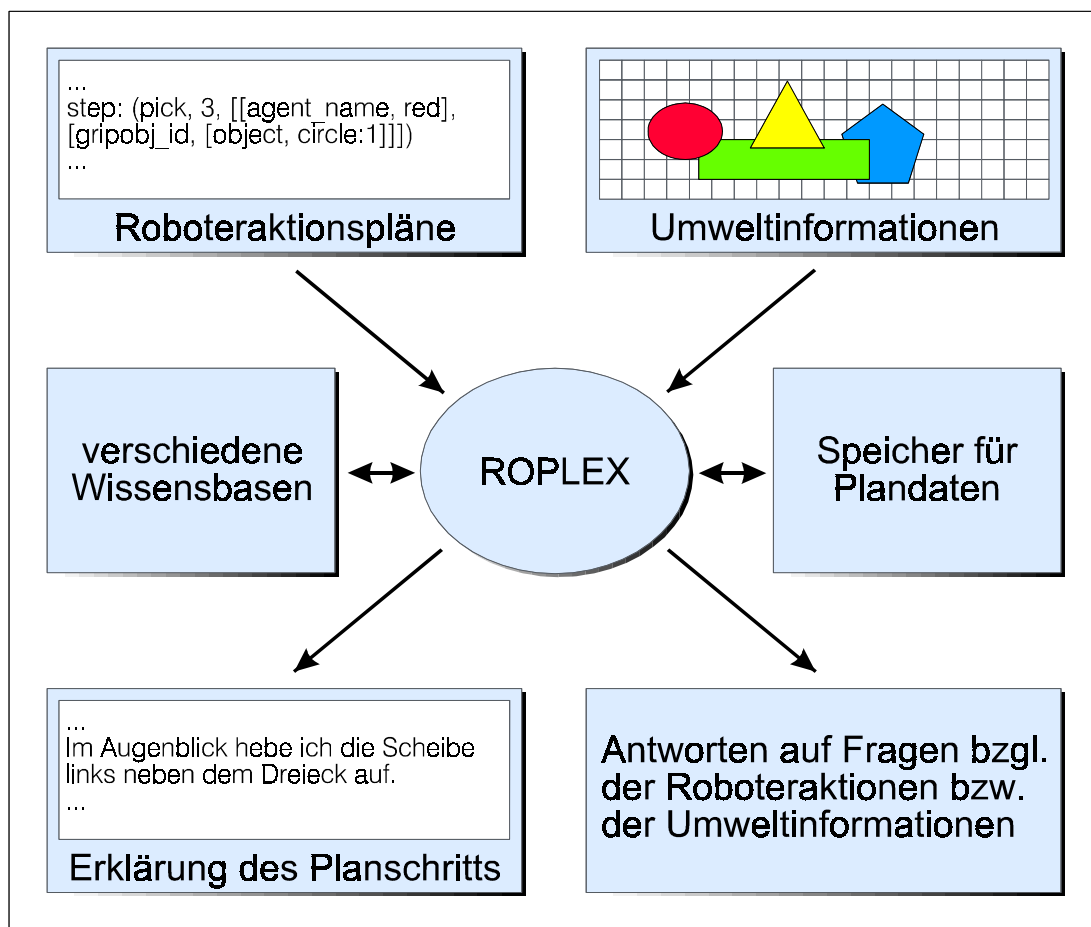 ...
step: (pick, 3, [[agent_name, red],
[gripobj_id, [object, circle:1]]])
...
Roboteraktionspläne
Umweltinformationen
verschiedene
Wissensbasen
ROPLEX
Speicher für
Plandaten
...
Im Augenblick hebe ich die Scheibe
links neben dem Dreieck auf.
...
Erklärung des Planschritts
Antworten auf Fragen bzgl.
der Roboteraktionen bzw.
der Umweltinformationen